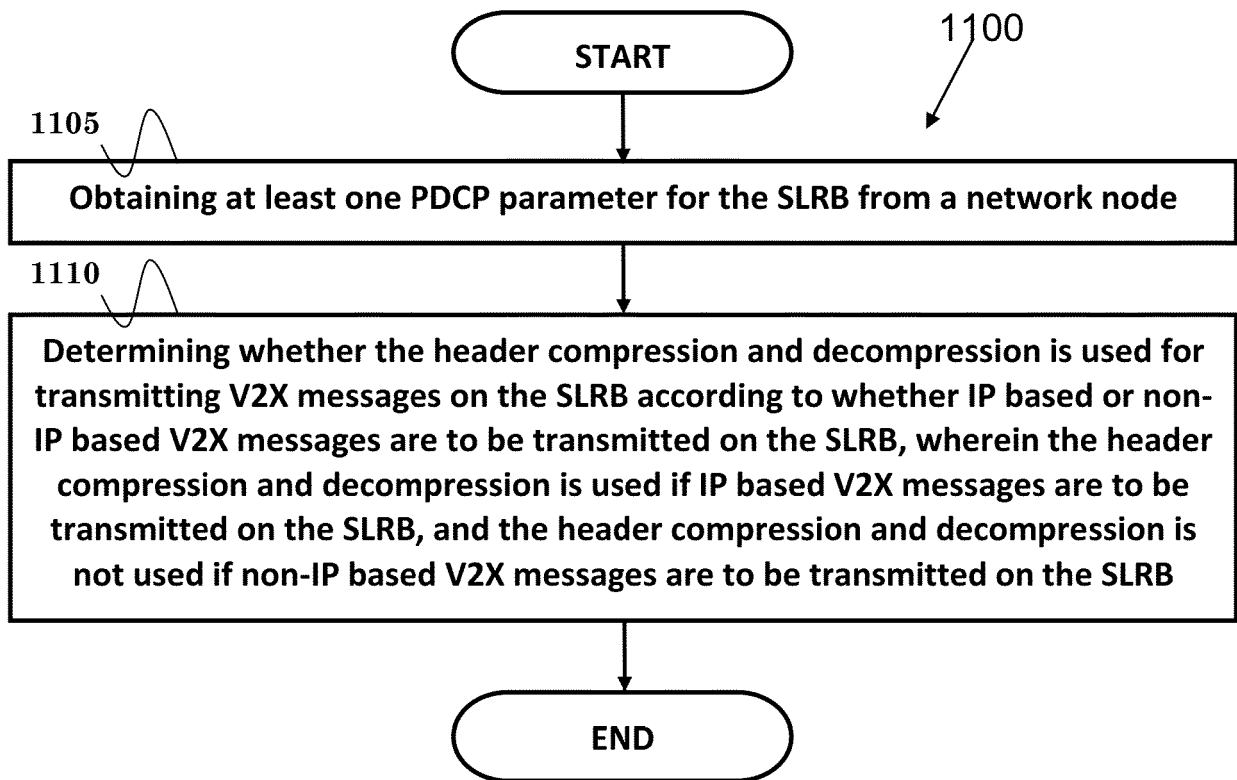 START
1100
1105
Obtaining at least one PDCP parameter for the SLRB from a network node
1110
Determining whether the header compression and decompression is used for
transmitting V2X messages on the SLRB according to whether IP based or non-
IP based V2X messages are to be transmitted on the SLRB, wherein the header
compression and decompression is used if IP based V2X messages are to be
transmitted on the SLRB, and the header compression and decompression is
not used if non-IP based V2X messages are to be transmitted on the SLRB
END